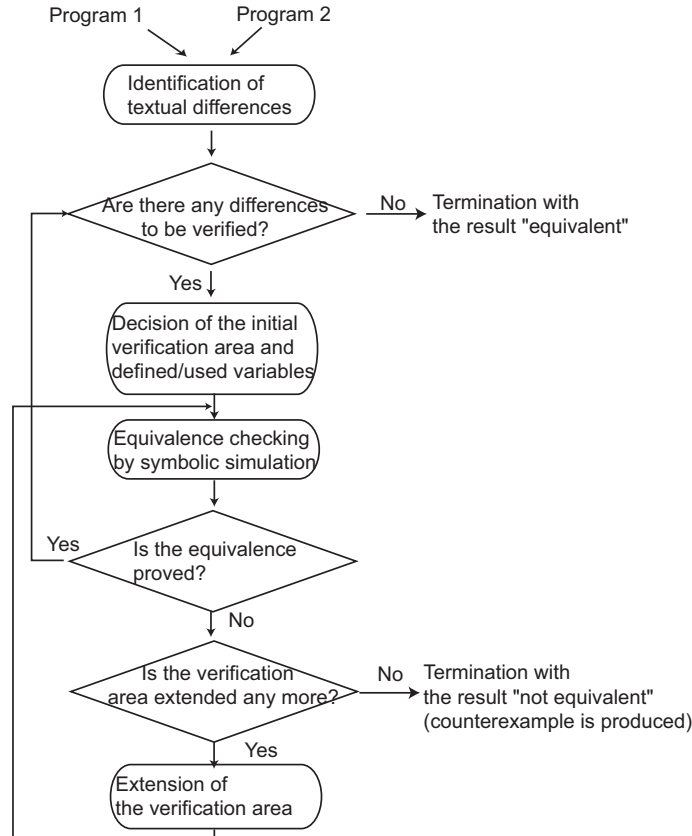 Program 1
Program 2
Identification of
textual differences
Are there any differences
to be verified?
No
Termination with
the result "equivalent"
Yes
Decision of the initial
verification area and
defined/used variables
Equivalence checking
by symbolic simulation
Yes
Is the equivalence
proved?
No
Is the verification
area extended any more?
No
Termination with
the result "not equivalent"
(counterexample is produced)
Yes
Extension of
the verification area